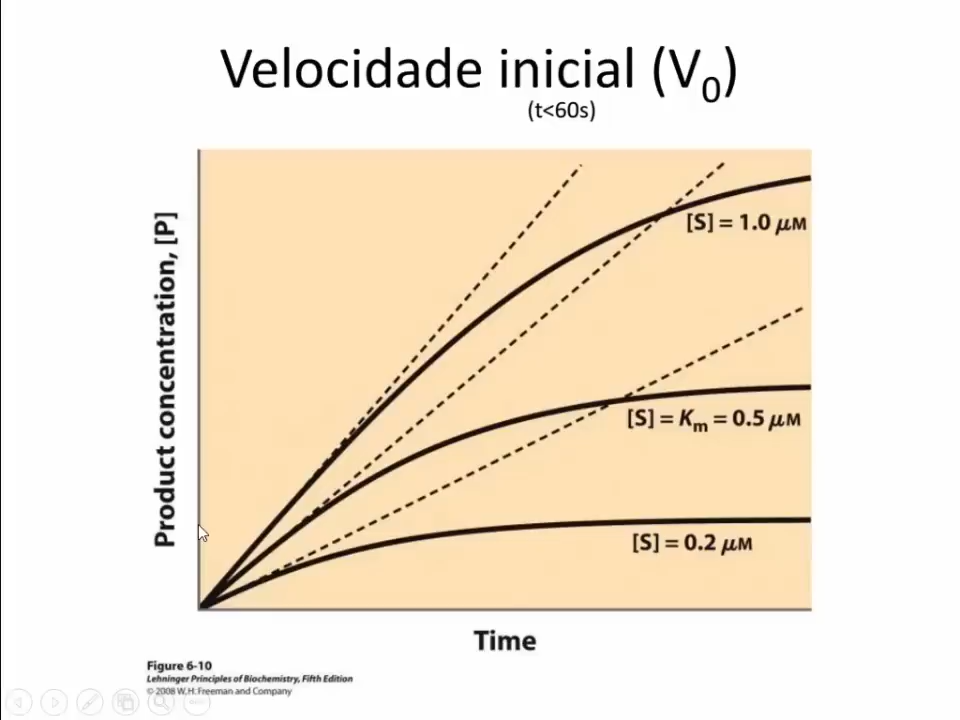 Velocidade inicial (V₀)
(t<60s)
Product concentration, [P]
[S] = 1.0 μM
[S] = Kₘ = 0.5 μM
[S] = 0.2 μM
Time
Figure 6-10
Lehninger Principles of Biochemistry, Fifth Edition
© 2008 W. H. Freeman and Company